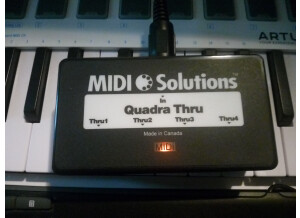 ARTU
MIDI Solutions
In
Quadra Thru
Thru1 Thru2 Thru3 Thru4
Made in Canada
MIDI